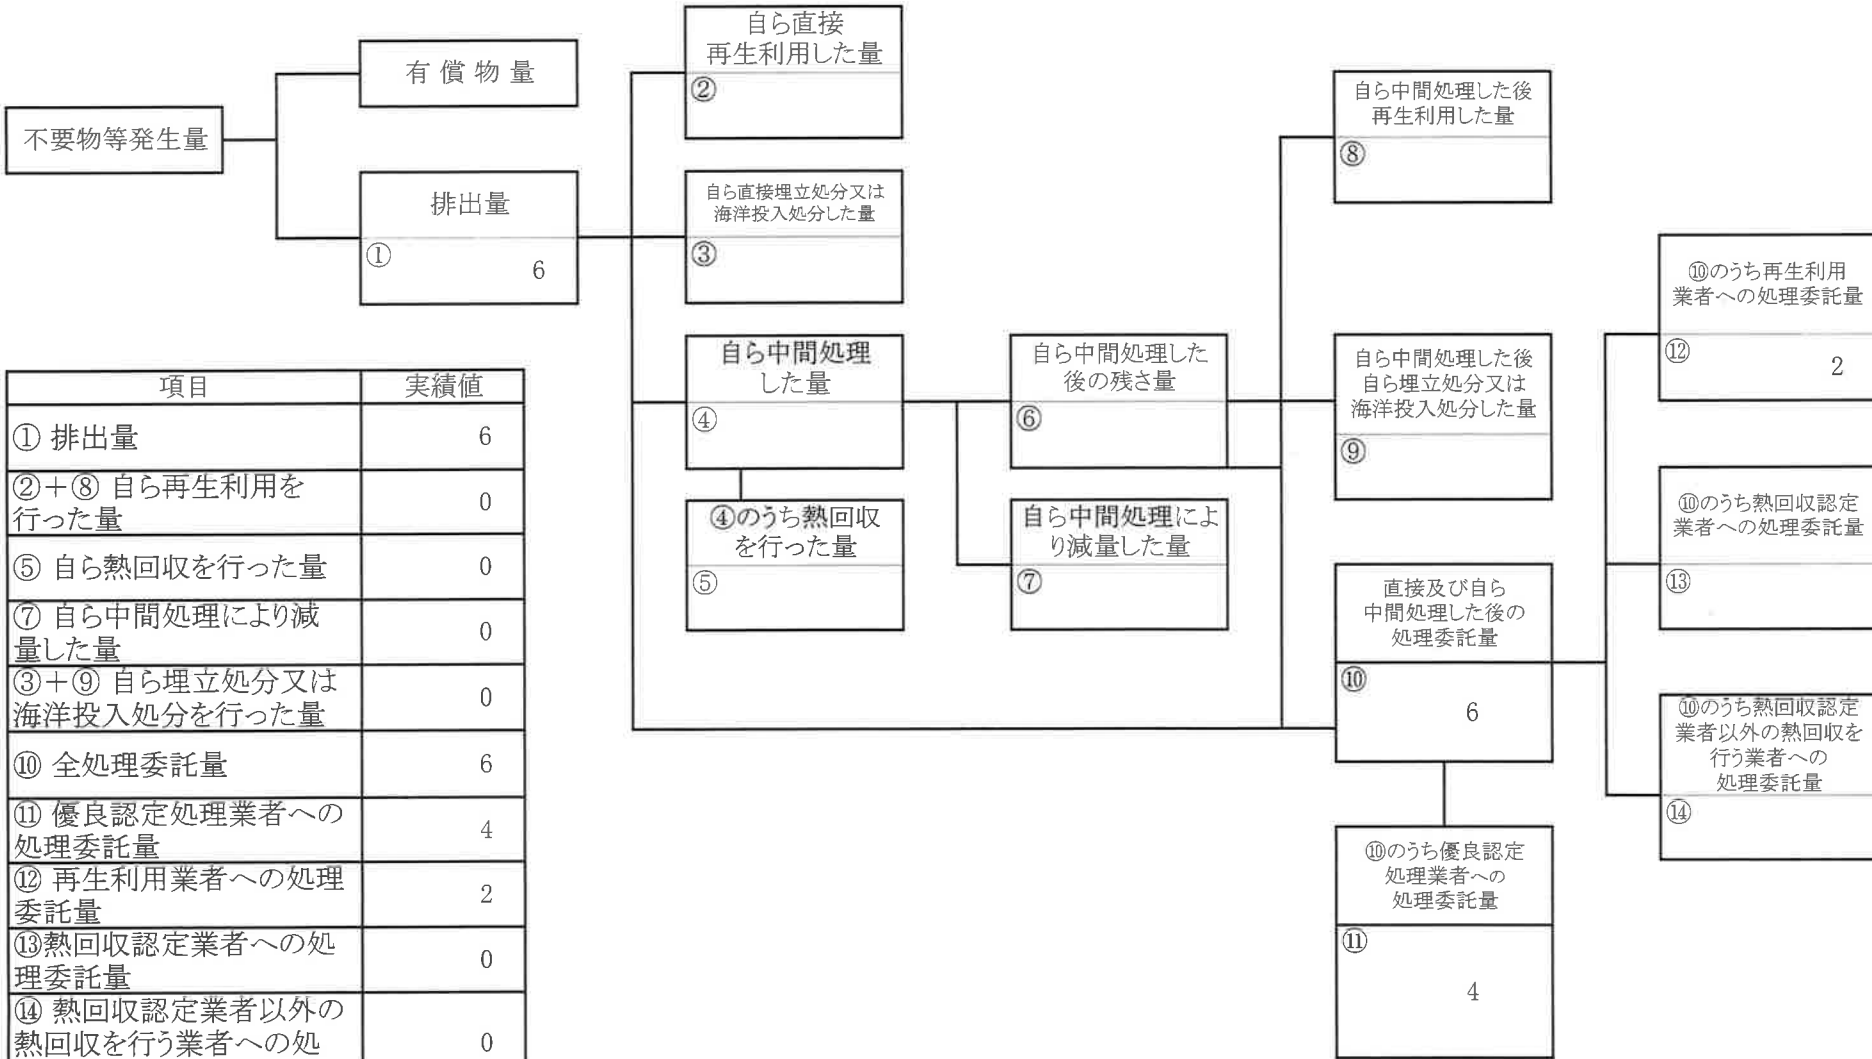 不要物等発生量
有償物量
排出量
①
6
自ら直接
再生利用した量
②
自ら直接埋立処分又は
海洋投入処分した量
③
自ら中間処理
した量
④
④のうち熱回収
を行った量
⑤
自ら中間処理した
後の残さ量
⑥
自ら中間処理によ
り減量した量
⑦
自ら中間処理した後
再生利用した量
⑧
自ら中間処理した後
自ら埋立処分又は
海洋投入処分した量
⑨
直接及び自ら
中間処理した後の
処理委託量
⑩
6
⑩のうち優良認定
処理業者への
処理委託量
⑪
4
⑩のうち再生利用
業者への処理委託量
⑫
2
⑩のうち熱回収認定
業者への処理委託量
⑬
⑩のうち熱回収認定
業者以外の熱回収を
行う業者への
処理委託量
⑭
項目 実績値
① 排出量 6
②+⑧ 自ら再生利用を
行った量 0
⑤ 自ら熱回収を行った量 0
⑦ 自ら中間処理により減
量した量 0
③+⑨ 自ら埋立処分又は
海洋投入処分を行った量 0
⑩ 全処理委託量 6
⑪ 優良認定処理業者への
処理委託量 4
⑫ 再生利用業者への処理
委託量 2
⑬熱回収認定業者への処
理委託量 0
⑭ 熱回収認定業者以外の
熱回収を行う業者への処 0